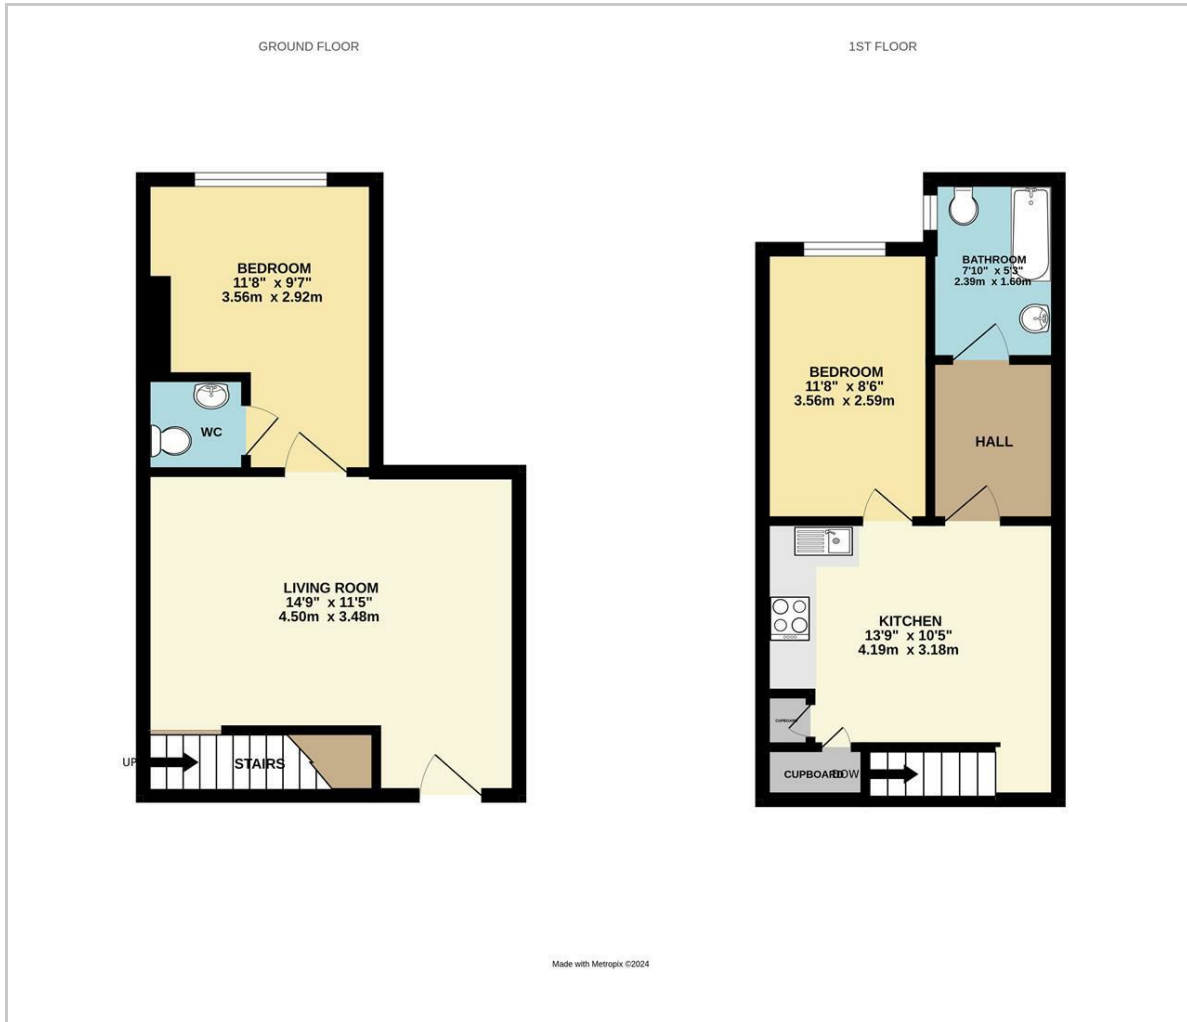 GROUND FLOOR
BEDROOM
11'8" x 9'7"
3.56m x 2.92m
WC
LIVING ROOM
14'9" x 11'5"
4.50m x 3.48m
UP
STAIRS
1ST FLOOR
BATHROOM
7'10" x 5'3"
2.39m x 1.60m
BEDROOM
11'8" x 8'6"
3.56m x 2.59m
HALL
KITCHEN
13'9" x 10'5"
4.19m x 3.18m
CUPBOARD
CUPBOARD
DOW
Made with Metropix ©2024